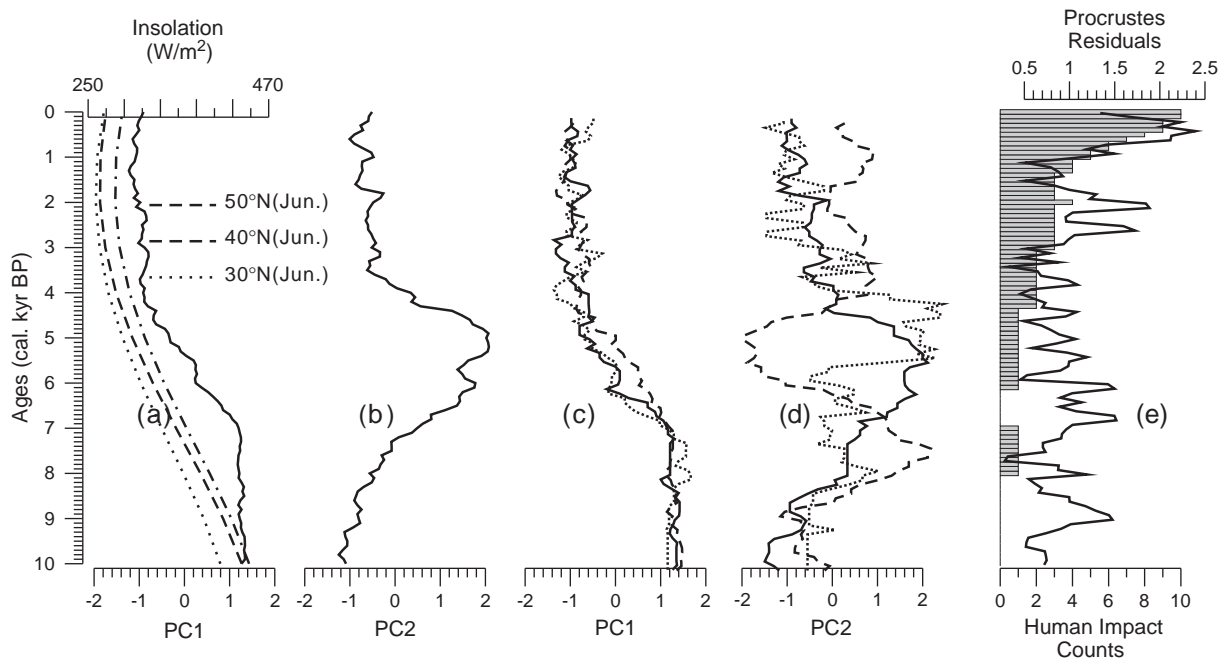 Insolation
(W/m²)
250 470
Procrustes
Residuals
0.5 1 1.5 2 2.5
Ages (cal. kyr BP)
0
1
2
3
4
5
6
7
8
9
10
50°N(Jun.)
40°N(Jun.)
30°N(Jun.)
(a) (b) (c) (d) (e)
-2 -1 0 1 2
PC1
-2 -1 0 1 2
PC2
-2 -1 0 1 2
PC1
-2 -1 0 1 2
PC2
0 2 4 6 8 10
Human Impact
Counts